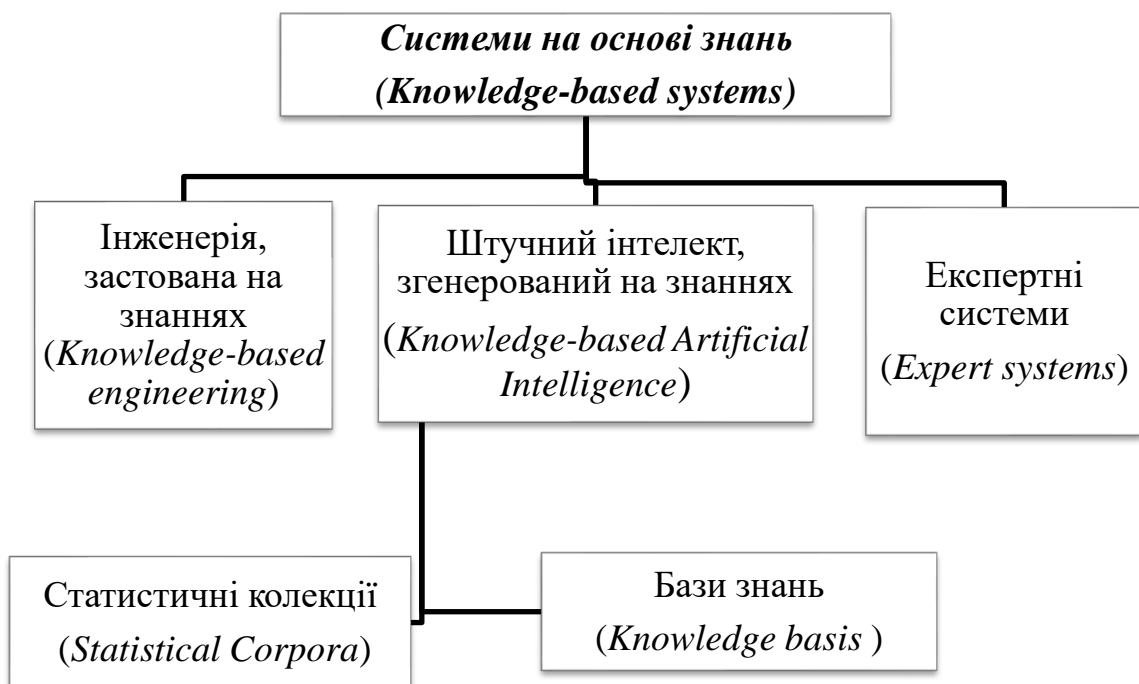 Системи на основі знань
(Knowledge-based systems)
Інженерія,
застована на
знаннях
(Knowledge-based
engineering)
Штучний інтелект,
згенерований на знаннях
(Knowledge-based Artificial
Intelligence)
Експертні
системи
(Expert systems)
Статистичні колекції
(Statistical Corpora)
Бази знань
(Knowledge basis )